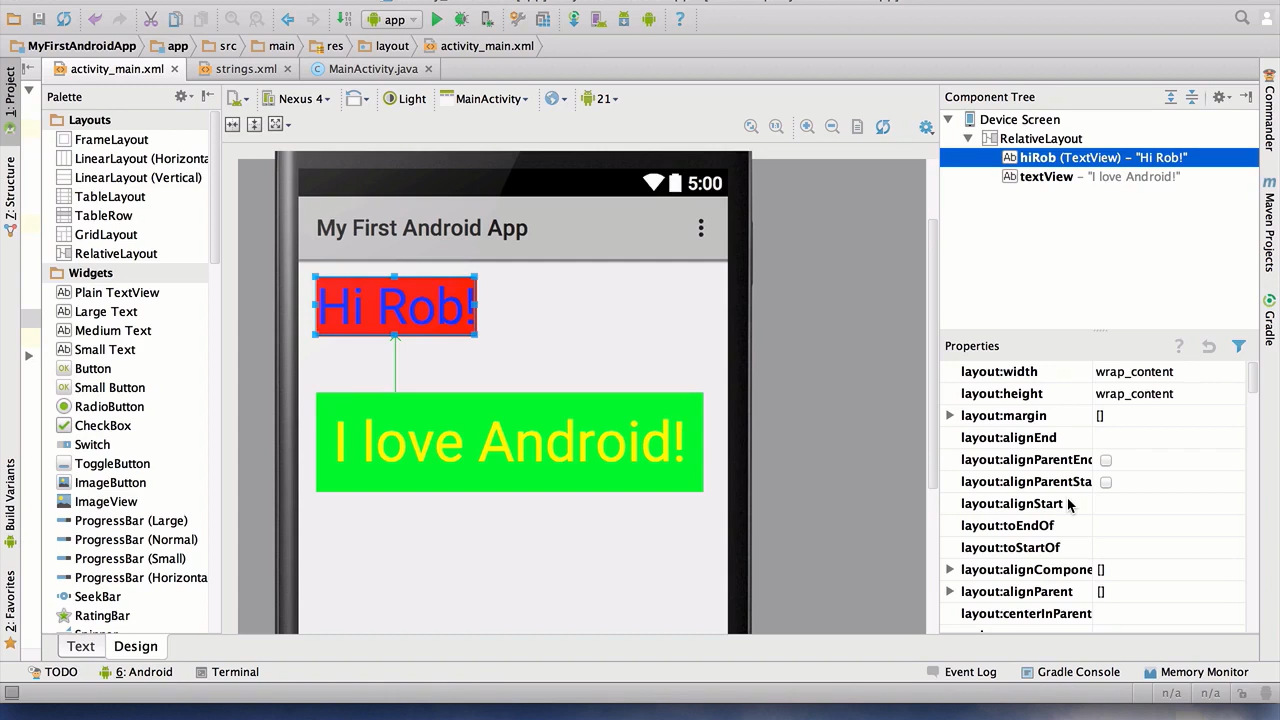 app
MyFirstAndroidApp
app
src
main
res
layout
activity_main.xml
activity_main.xml
strings.xml
MainActivity.java
1: Project
Z: Structure
Build Variants
2: Favorites
Palette
Nexus 4
Light
MainActivity
21
Layouts
FrameLayout
LinearLayout (Horizonta
LinearLayout (Vertical)
TableLayout
TableRow
GridLayout
RelativeLayout
Widgets
Plain TextView
Large Text
Medium Text
Small Text
Button
Small Button
RadioButton
CheckBox
Switch
ToggleButton
ImageButton
ImageView
ProgressBar (Large)
ProgressBar (Normal)
ProgressBar (Small)
ProgressBar (Horizonta
SeekBar
RatingBar
5:00
My First Android App
Hi Rob!
I love Android!
Component Tree
Device Screen
RelativeLayout
Ab hiRob (TextView) – "Hi Rob!"
Ab textView – "I love Android!"
Properties
layout:width wrap_content
layout:height wrap_content
layout:margin []
layout:alignEnd
layout:alignParentEnd
layout:alignParentSta
layout:alignStart
layout:toEndOf
layout:toStartOf
layout:alignCompone []
layout:alignParent []
layout:centerInParent
Commander
Maven Projects
Gradle
Text
Design
TODO
6: Android
Terminal
Event Log
Gradle Console
Memory Monitor
n/a
n/a